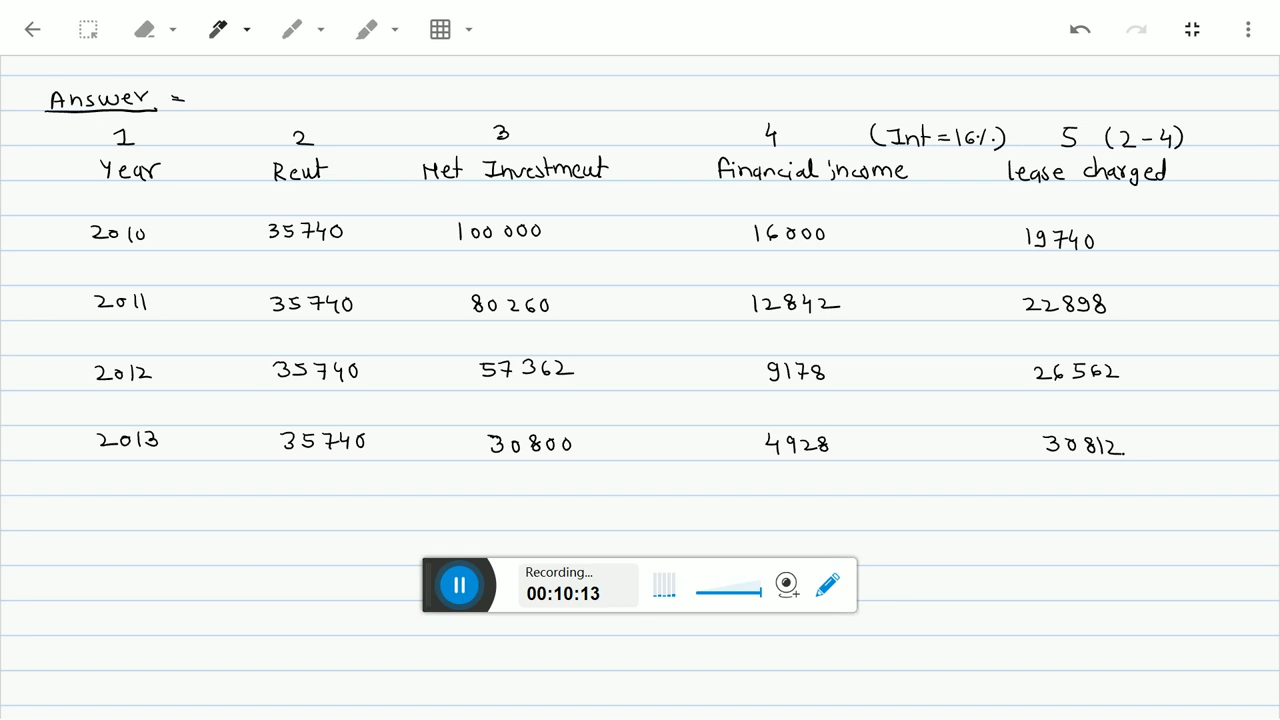 Answer =
1 2 3 4 (Int = 16%) 5 (2-4)
Year Rent Net Investment financial income lease charged
2010 35740 100 000 16000 19740
2011 35740 80260 12842 22898
2012 35740 57362 9178 26562
2013 35740 30800 4928 30812.
Recording...
00:10:13